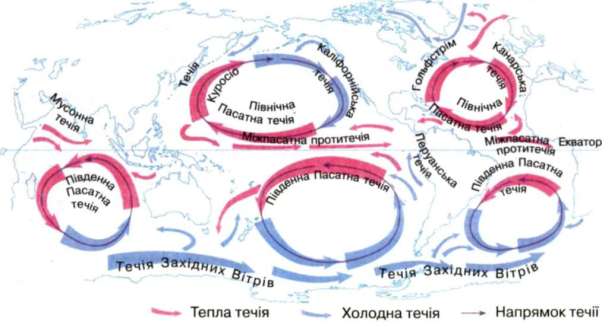 Течія
Куросіо
Каліфорнійська
течія
Північна
Пасатна течія
Гольфстрім
Канарська
течія
Північна
Пасатна течія
Мусонна
течія
Міжпасатна протитечія
Міжпасатна
протитечія
Екватор
Південна
Пасатна
течія
Південна Пасатна течія
Перуанська
течія
Південна Пасатна
течія
Течія Західних Вітрів
Течія Західних Вітрів
Тепла течія
Холодна течія
Напрямок течії